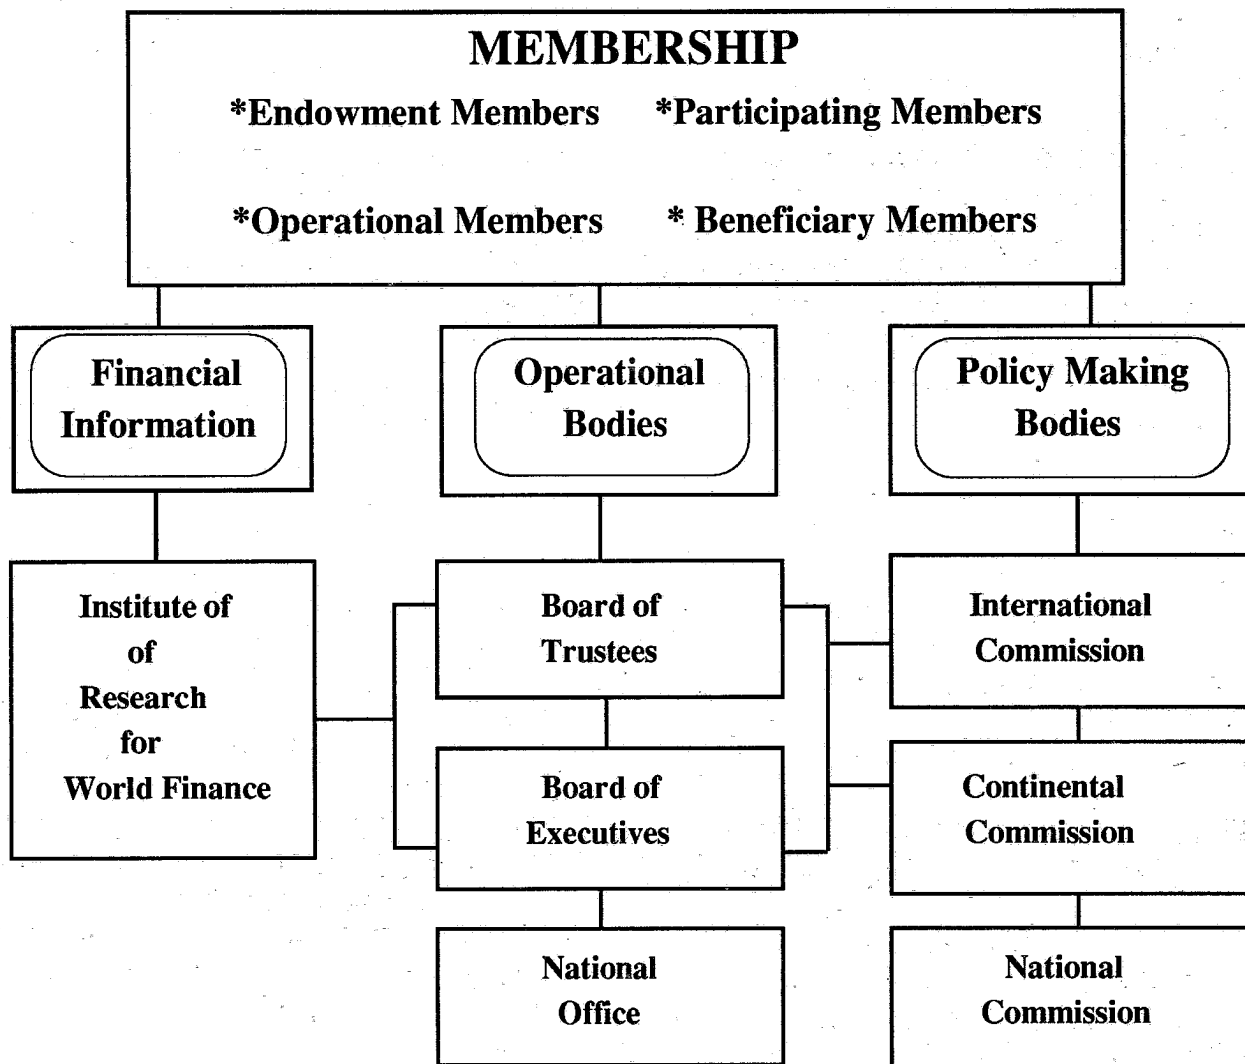 MEMBERSHIP
*Endowment Members *Participating Members
*Operational Members * Beneficiary Members
Financial
Information
Operational
Bodies
Policy Making
Bodies
Institute of
of
Research
for
World Finance
Board of
Trustees
International
Commission
Board of
Executives
Continental
Commission
National
Office
National
Commission